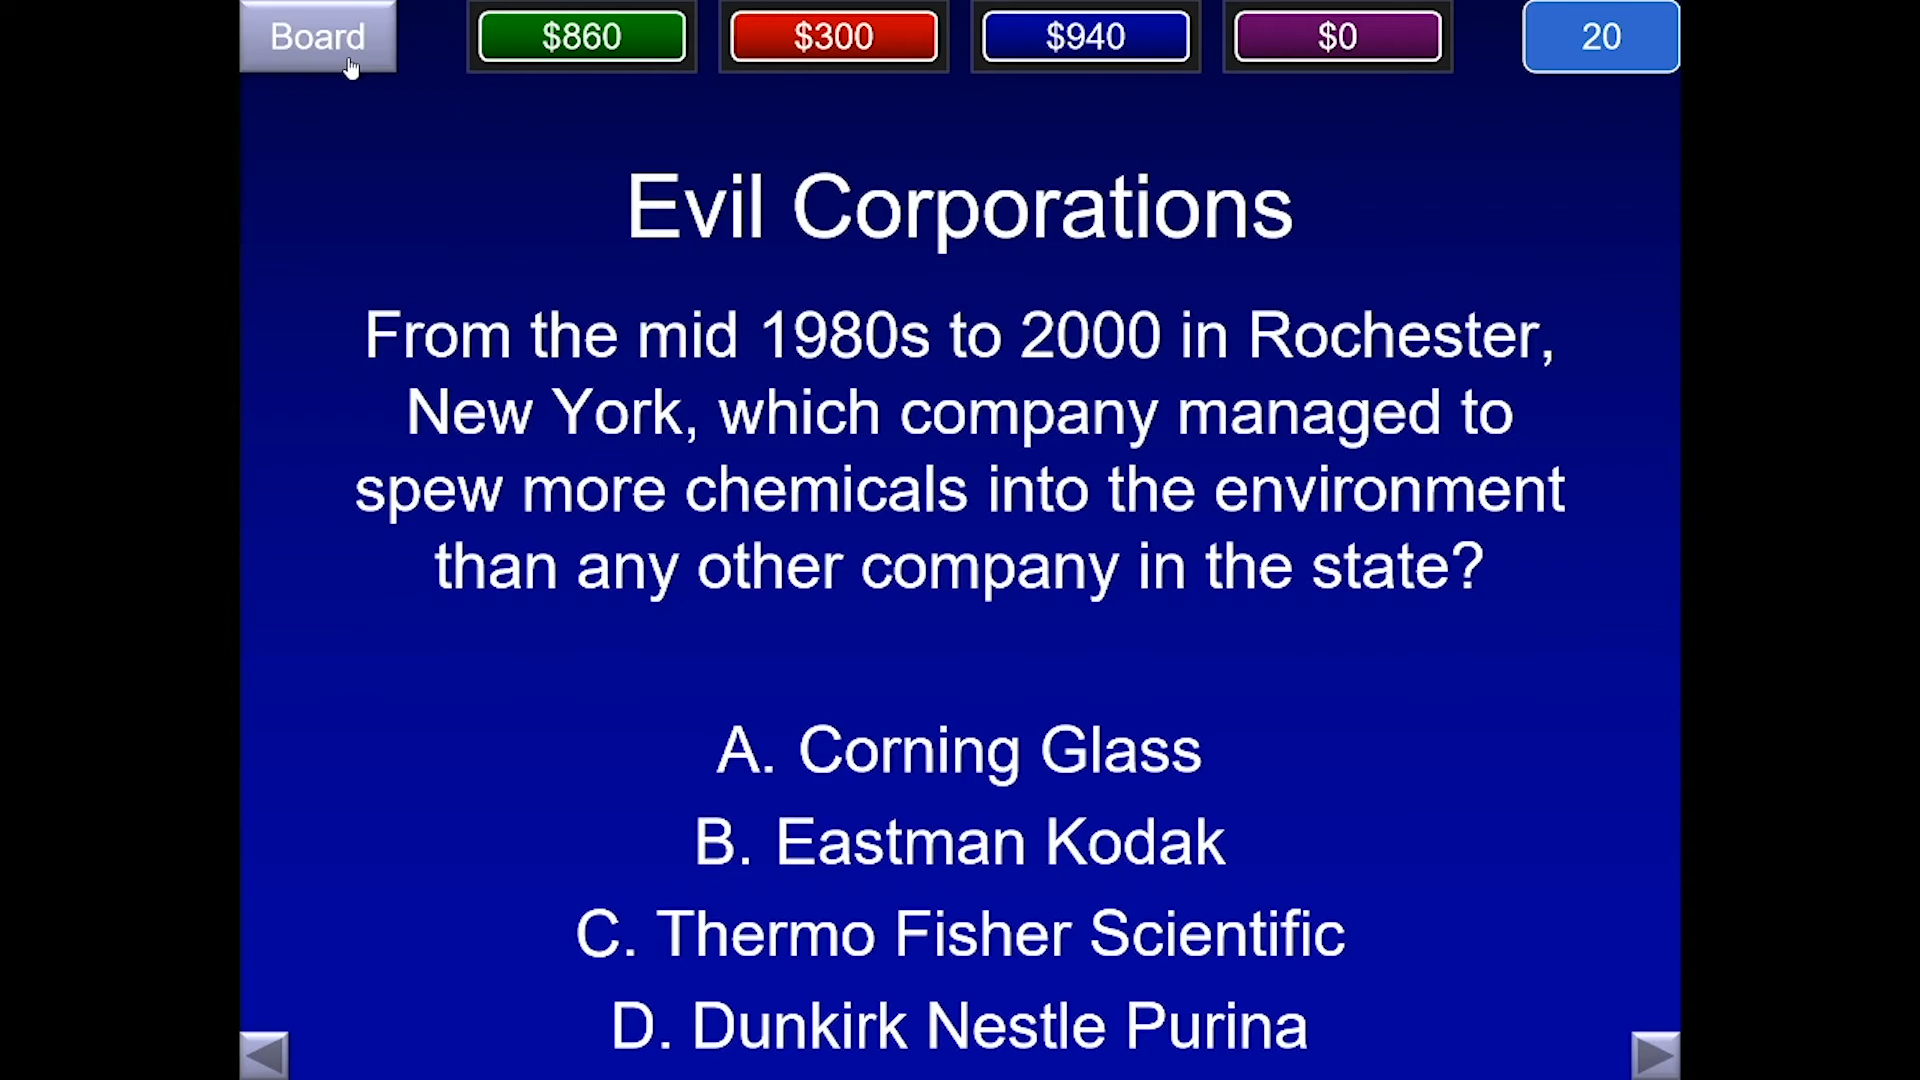 Board
$860
$300
$940
$0
20
Evil Corporations
From the mid 1980s to 2000 in Rochester,
New York, which company managed to
spew more chemicals into the environment
than any other company in the state?
A. Corning Glass
B. Eastman Kodak
C. Thermo Fisher Scientific
D. Dunkirk Nestle Purina